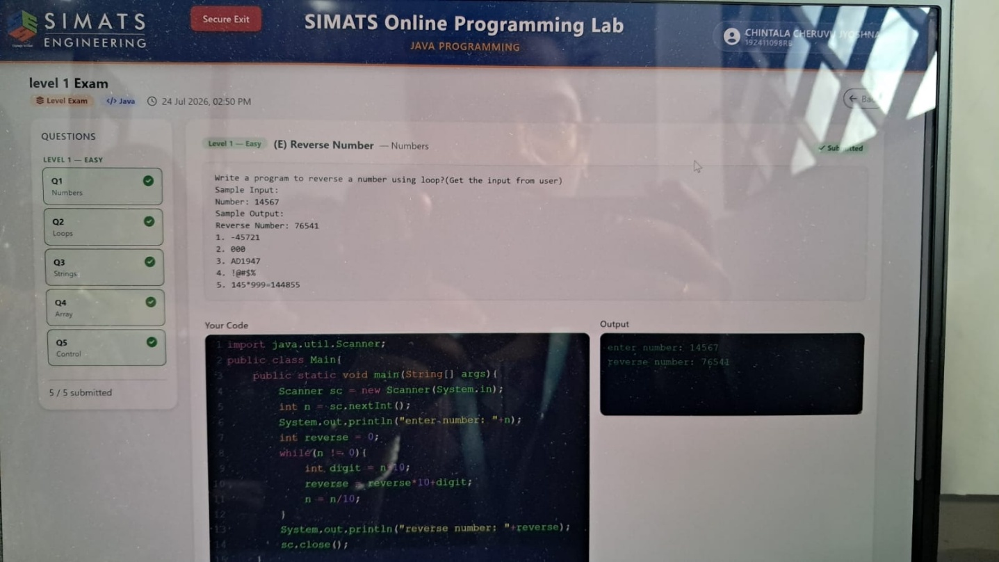 SIMATS
ENGINEERING
Secure Exit
SIMATS Online Programming Lab
JAVA PROGRAMMING
CHINTALA CHERUVU JYOSHNA
192411098RB
level 1 Exam
Level Exam
</> Java
24 Jul 2026, 02:50 PM
QUESTIONS
LEVEL 1 — EASY
Q1
Numbers
Q2
Loops
Q3
Strings
Q4
Array
Q5
Control
5 / 5 submitted
Level 1 — Easy
(E) Reverse Number — Numbers
Write a program to reverse a number using loop?(Get the input from user)
Sample Input:
Number: 14567
Sample Output:
Reverse Number: 76541
1. -45721
2. 000
3. AD1947
4. !@#$%
5. 145*999=144855
Your Code
1 import java.util.Scanner;
2 public class Main{
3 public static void main(String[] args){
4 Scanner sc = new Scanner(System.in);
5 int n = sc.nextInt();
6 System.out.println("enter number: "+n);
7 int reverse = 0;
8 while(n != 0){
9 int digit = n%10;
10 reverse = reverse*10+digit;
11 n = n/10;
12 }
13 System.out.println("reverse number: "+reverse);
14 sc.close();
}
Output
enter number: 14567
reverse number: 76541